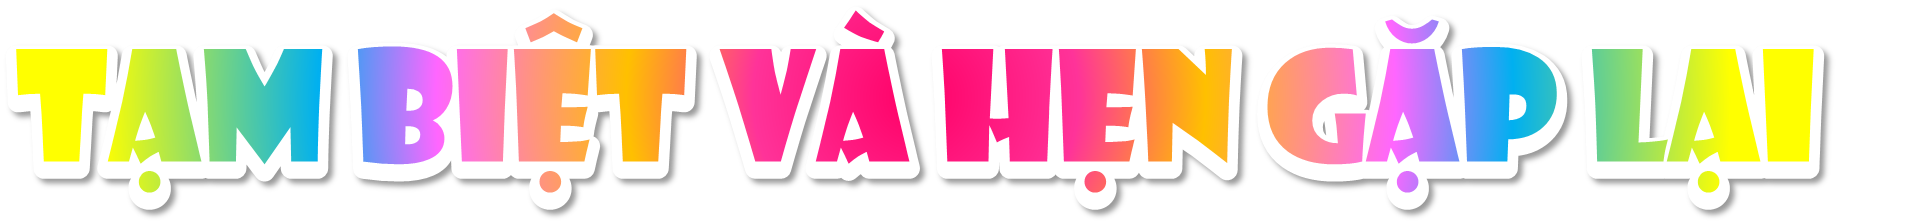 TẠM BIỆT VÀ HẸN GẶP LẠI